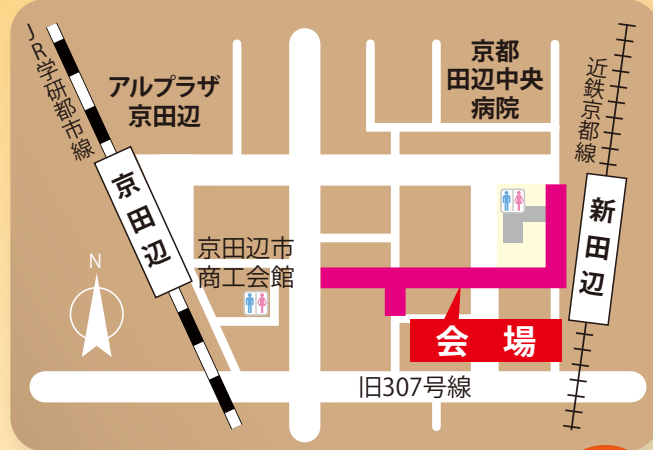 JR学研都市線
アルプラザ
京田辺
京都
田辺中央
病院
近鉄京都線
京田辺
新田辺
京田辺市
商工会館
N
会場
旧307号線